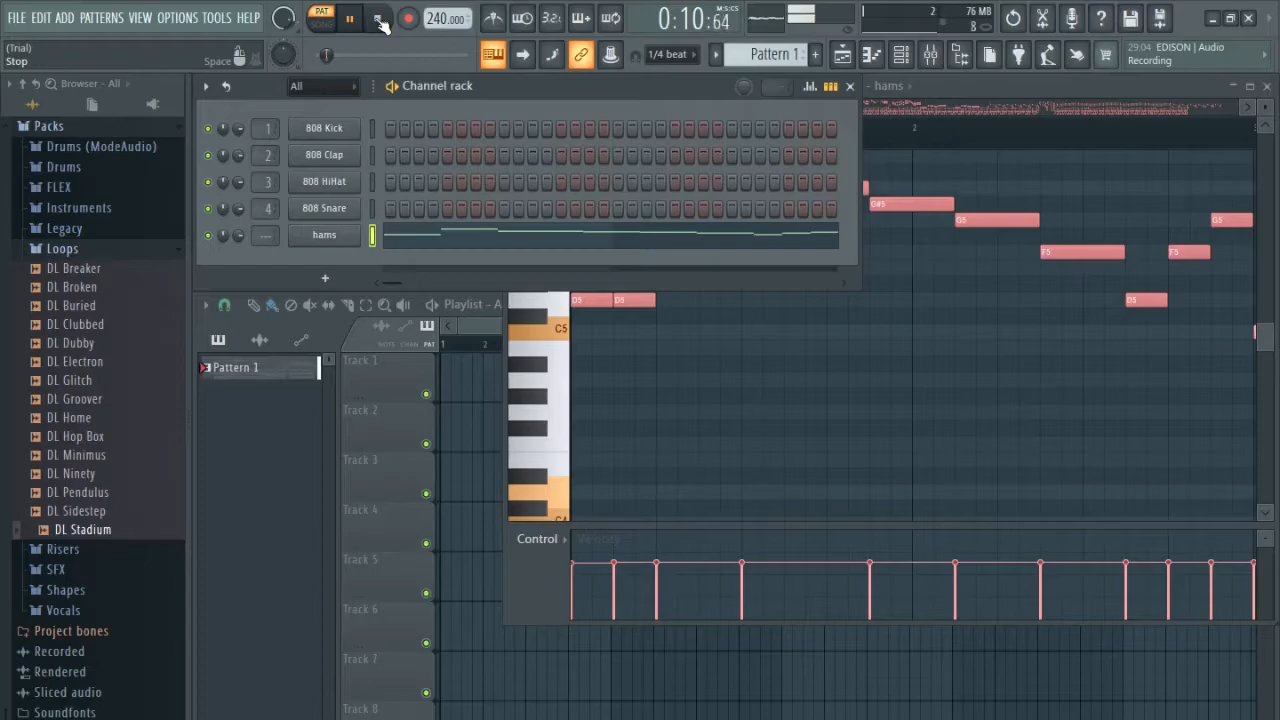 FILE EDIT ADD PATTERNS VIEW OPTIONS TOOLS HELP
PAT
SONG
240.000
3.2.
0:10:64
M:S:CS
2
76 MB
8
(Trial)
Stop
Space
1/4 beat
Pattern 1
+
29.04 EDISON | Audio
Recording
Browser - All
All
Channel rack
- hams
Packs
Drums (ModeAudio)
Drums
FLEX
Instruments
Legacy
Loops
DL Breaker
DL Broken
DL Buried
DL Clubbed
DL Dubby
DL Electron
DL Glitch
DL Groover
DL Home
DL Hop Box
DL Minimus
DL Ninety
DL Pendulus
DL Sidestep
DL Stadium
Risers
SFX
Shapes
Vocals
Project bones
Recorded
Rendered
Sliced audio
Soundfonts
1 808 Kick
2 808 Clap
3 808 HiHat
4 808 Snare
--- hams
+
Playlist - A
NOTE CHAN PAT
1 2
Pattern 1
Track 1
Track 2
Track 3
Track 4
Track 5
Track 6
Track 7
Track 8
2
G#5
G5
G5
F5
F5
D5 D5
D5
C5
Control
Velocity